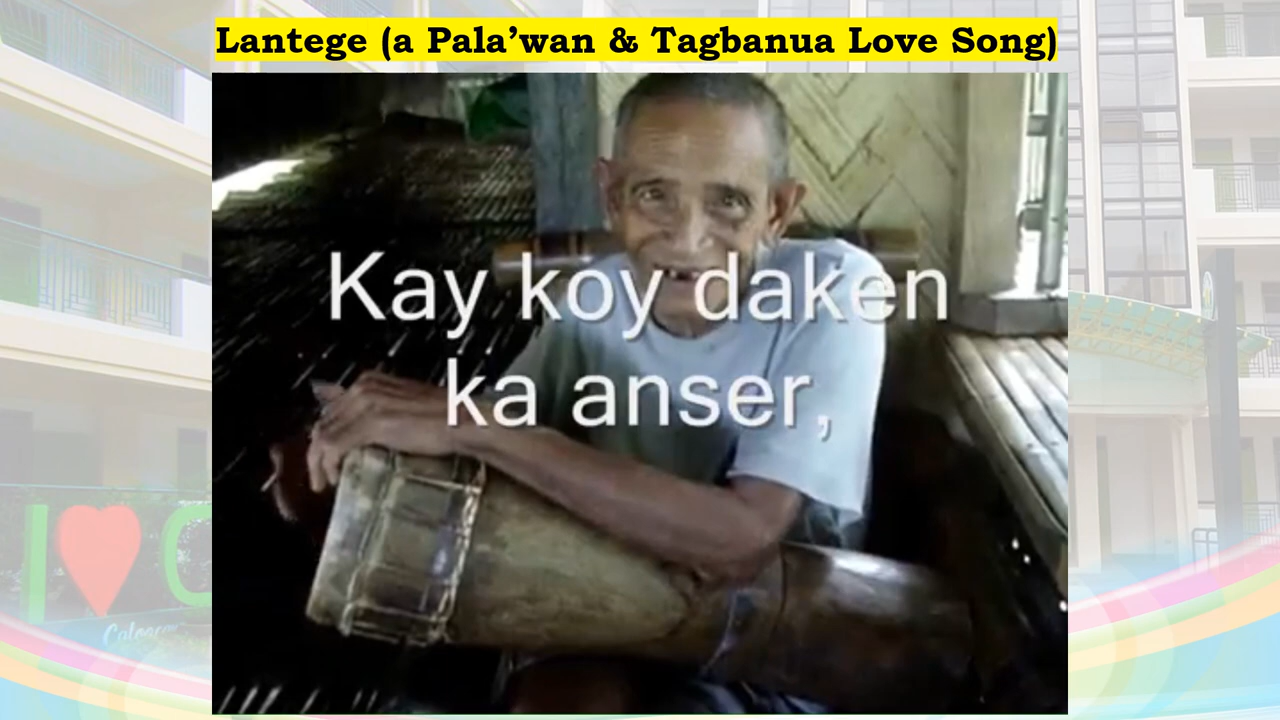 Lantege (a Pala’wan & Tagbanua Love Song)
Kay koy daken
ka anser,
I